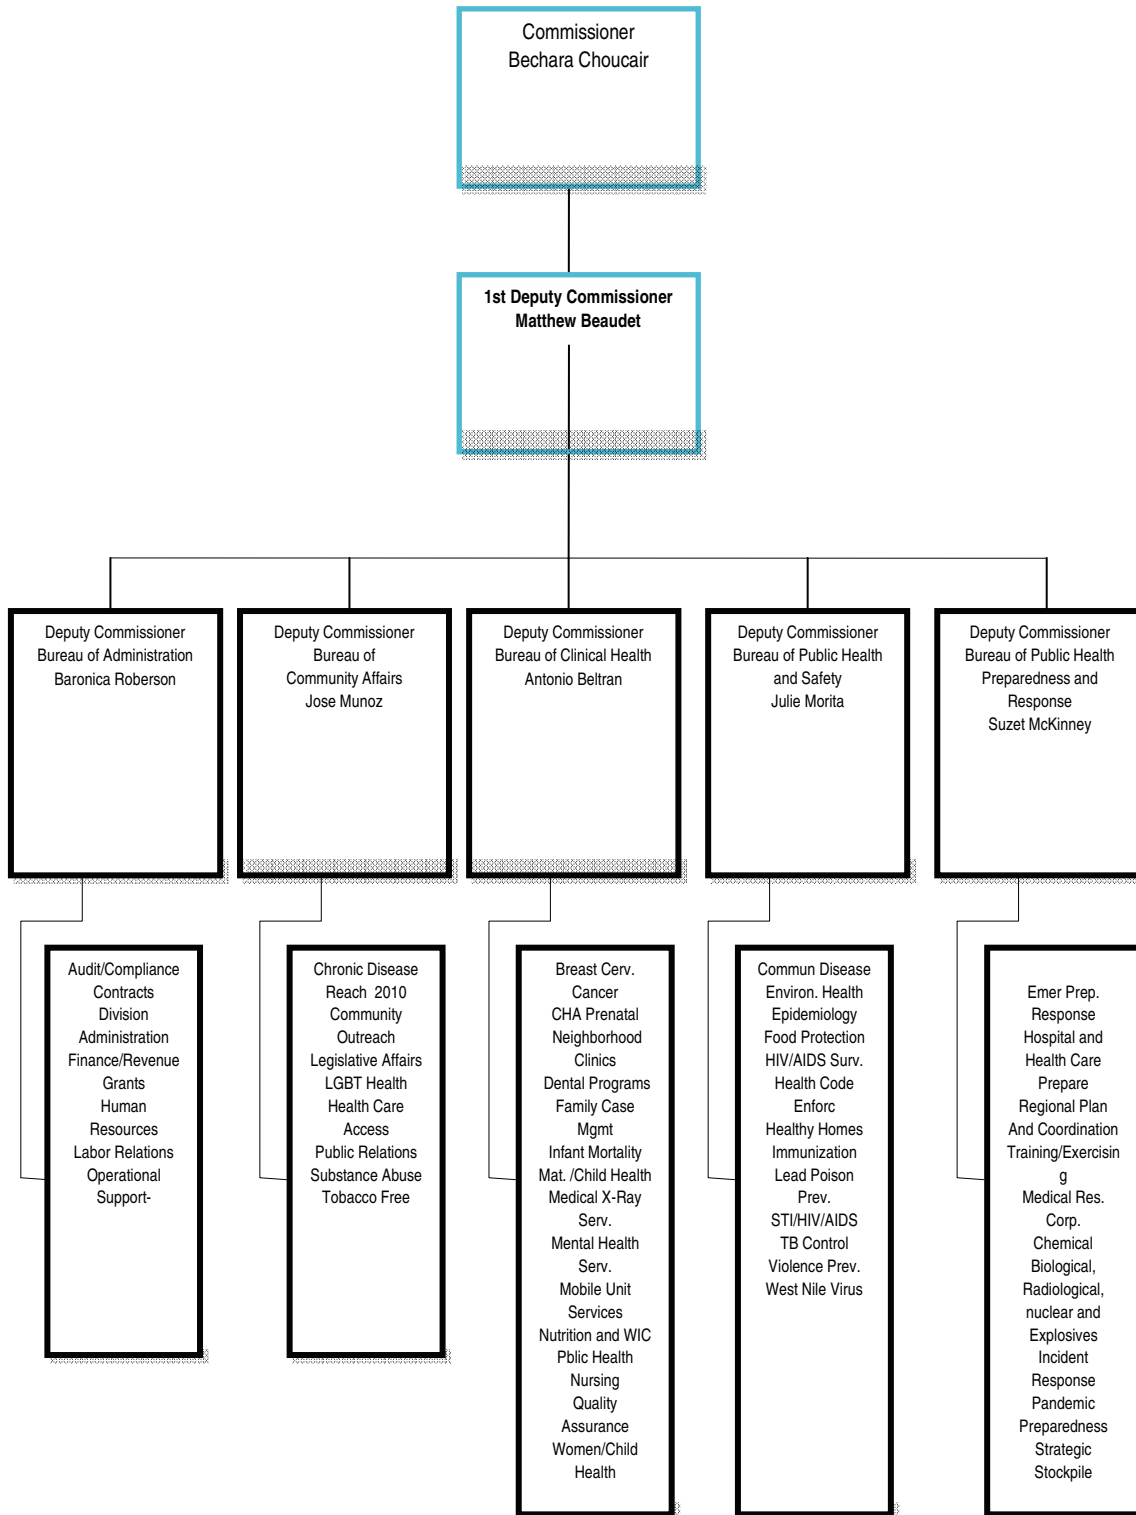 Commissioner
Bechara Choucair
1st Deputy Commissioner
Matthew Beaudet
Deputy Commissioner
Bureau of Administration
Baronica Roberson
Deputy Commissioner
Bureau of
Community Affairs
Jose Munoz
Deputy Commissioner
Bureau of Clinical Health
Antonio Beltran
Deputy Commissioner
Bureau of Public Health
and Safety
Julie Morita
Deputy Commissioner
Bureau of Public Health
Preparedness and
Response
Suzet McKinney
Audit/Compliance
Contracts
Division
Administration
Finance/Revenue
Grants
Human
Resources
Labor Relations
Operational
Support-
Chronic Disease
Reach 2010
Community
Outreach
Legislative Affairs
LGBT Health
Health Care
Access
Public Relations
Substance Abuse
Tobacco Free
Breast Cerv.
Cancer
CHA Prenatal
Neighborhood
Clinics
Dental Programs
Family Case
Mgmt
Infant Mortality
Mat. /Child Health
Medical X-Ray
Serv.
Mental Health
Serv.
Mobile Unit
Services
Nutrition and WIC
Pblic Health
Nursing
Quality
Assurance
Women/Child
Health
Commun Disease
Environ. Health
Epidemiology
Food Protection
HIV/AIDS Surv.
Health Code
Enforc
Healthy Homes
Immunization
Lead Poison
Prev.
STI/HIV/AIDS
TB Control
Violence Prev.
West Nile Virus
Emer Prep.
Response
Hospital and
Health Care
Prepare
Regional Plan
And Coordination
Training/Exercisin
g
Medical Res.
Corp.
Chemical
Biological,
Radiological,
nuclear and
Explosives
Incident
Response
Pandemic
Preparedness
Strategic
Stockpile